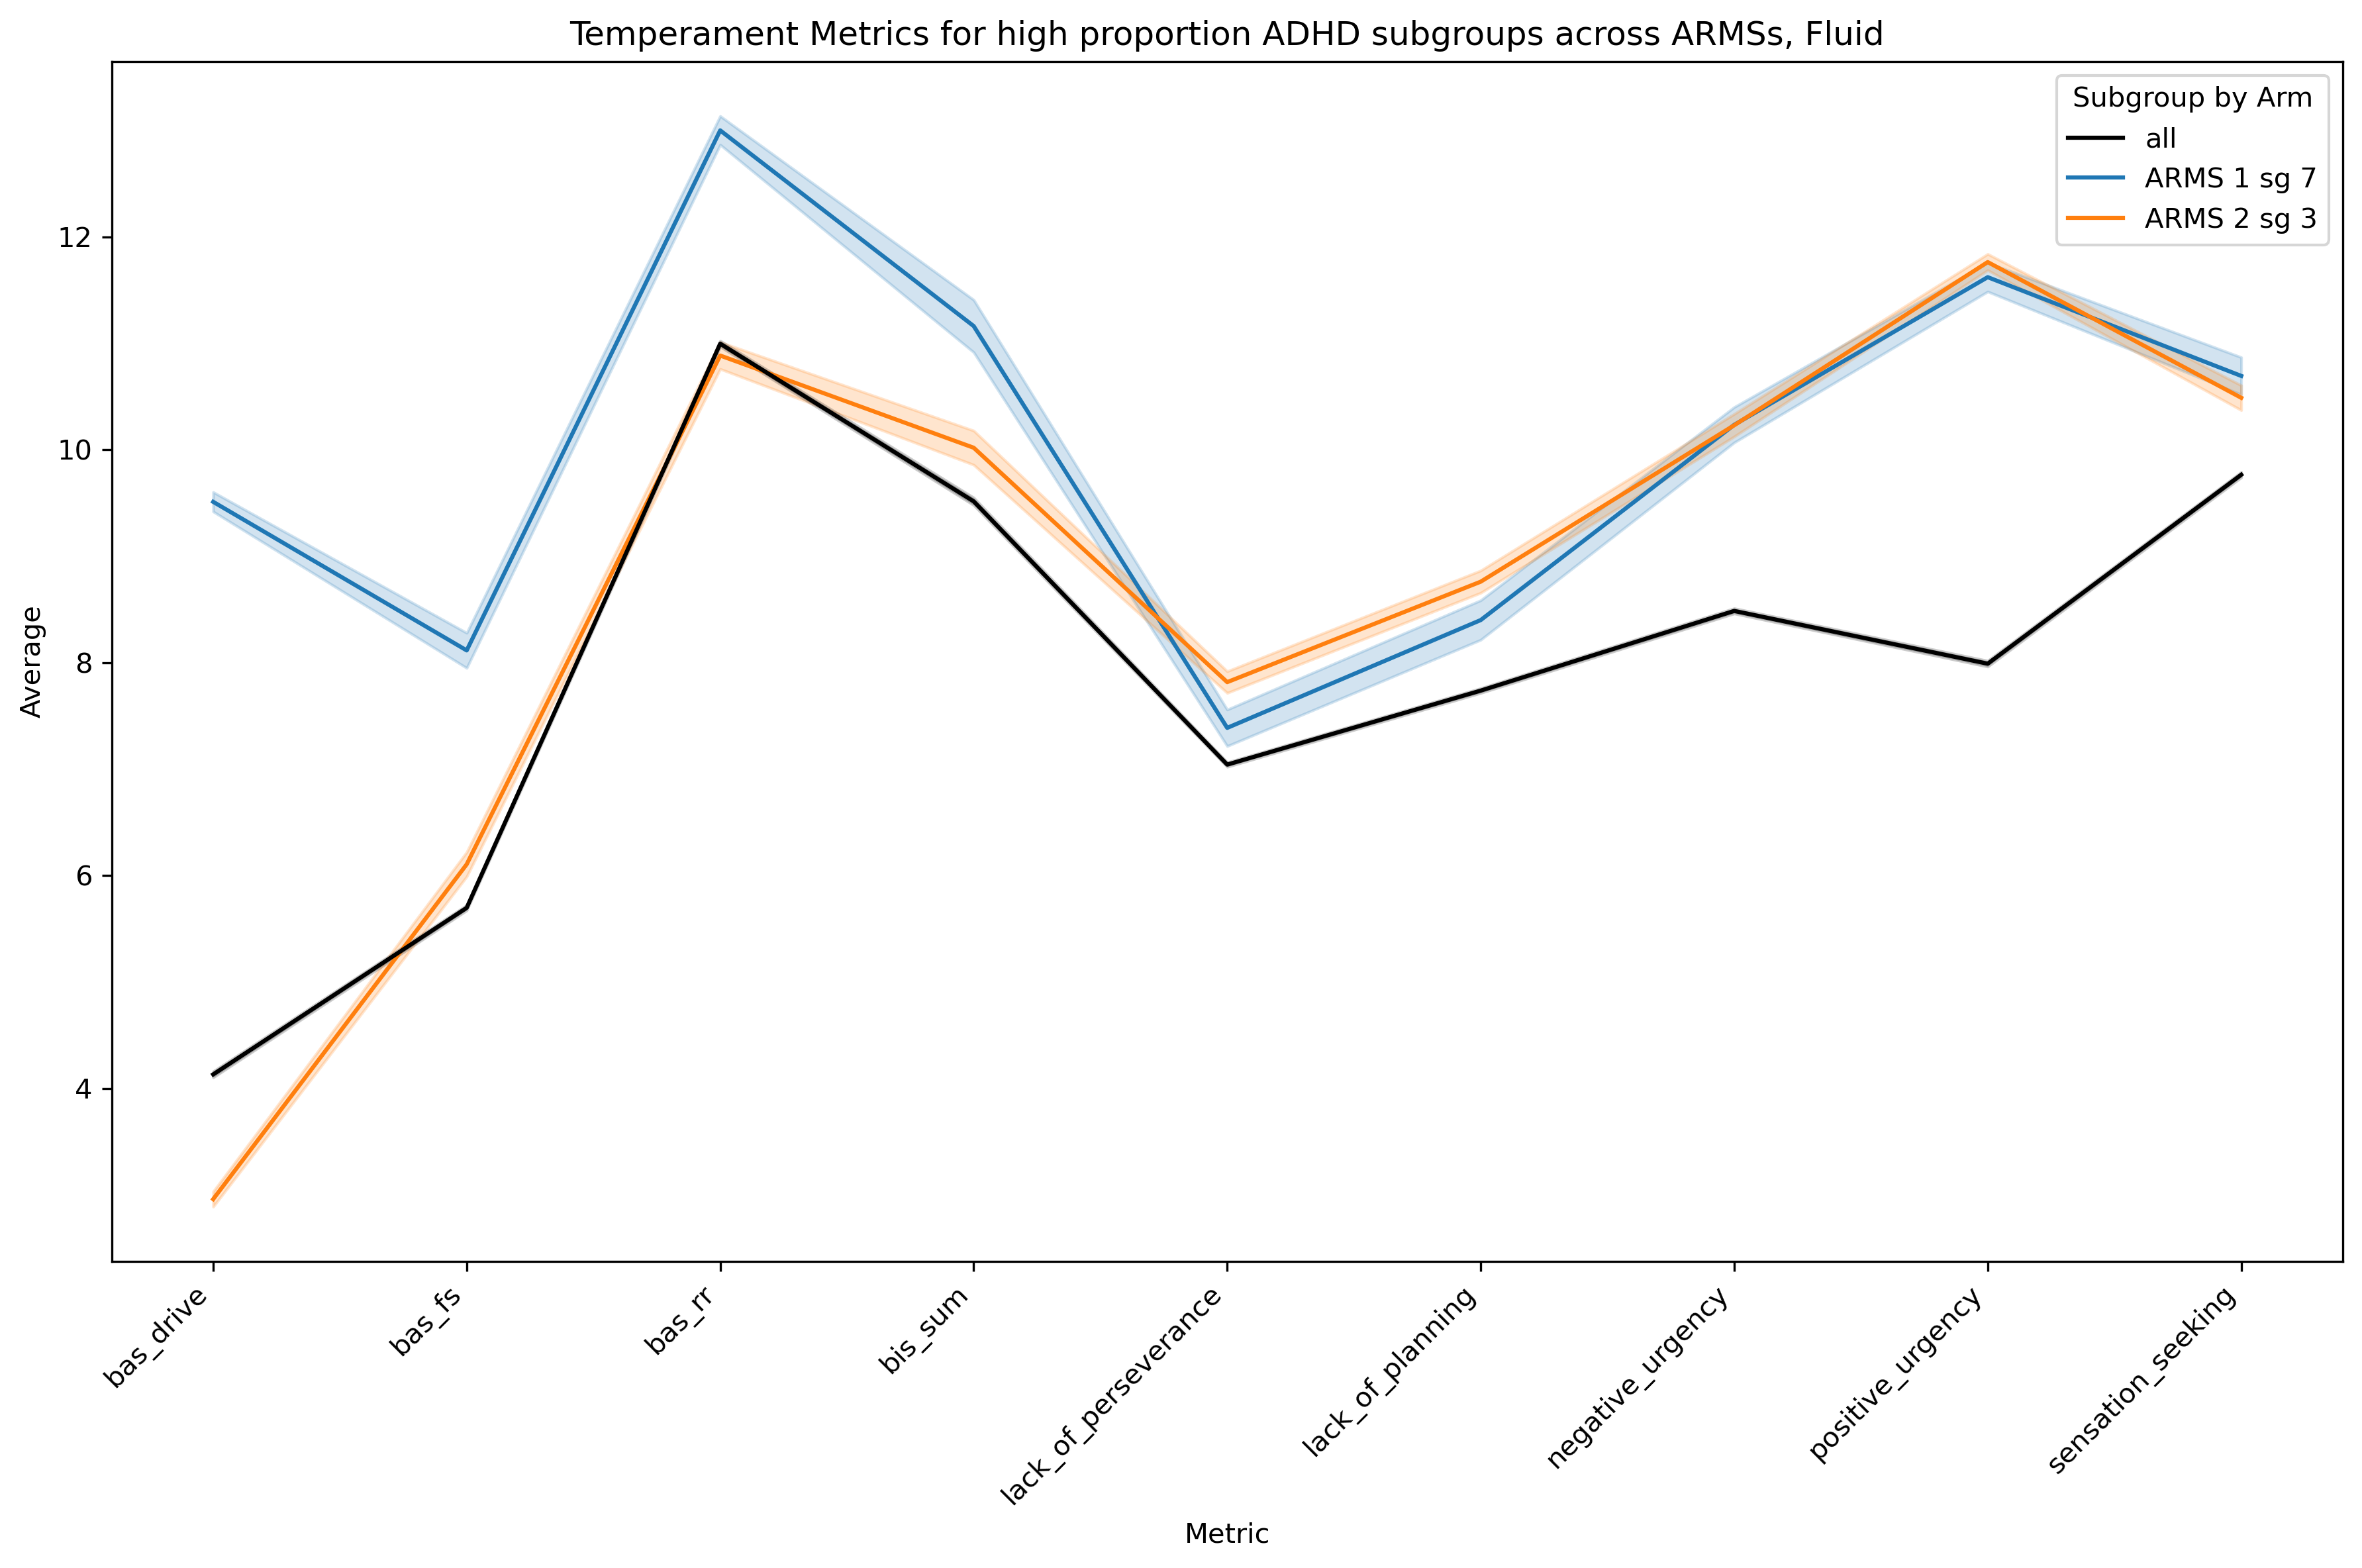 Temperament Metrics for high proportion ADHD subgroups across ARMSs, Fluid
Subgroup by Arm
all
ARMS 1 sg 7
ARMS 2 sg 3
Average
12
10
8
6
4
bas_drive
bas_fs
bas_rr
bis_sum
lack_of_perseverance
lack_of_planning
negative_urgency
positive_urgency
sensation_seeking
Metric